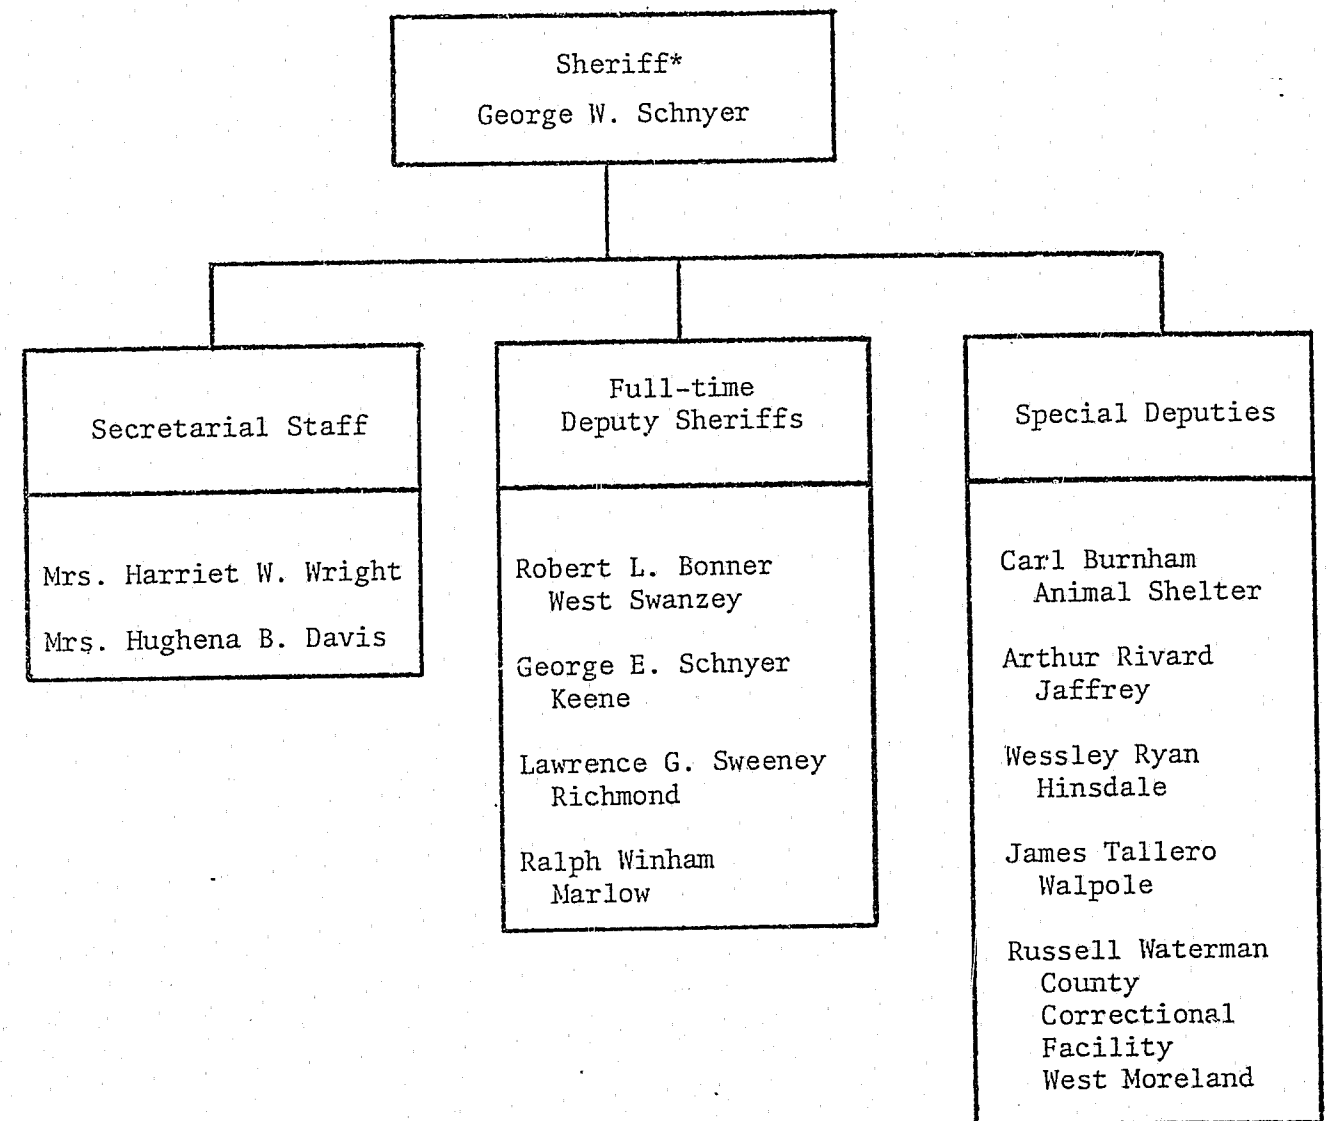 Sheriff*
George W. Schnyer
Secretarial Staff
Mrs. Harriet W. Wright
Mrs. Hughena B. Davis
Full-time
Deputy Sheriffs
Robert L. Bonner
West Swanzey
George E. Schnyer
Keene
Lawrence G. Sweeney
Richmond
Ralph Winham
Marlow
Special Deputies
Carl Burnham
Animal Shelter
Arthur Rivard
Jaffrey
Wessley Ryan
Hinsdale
James Tallero
Walpole
Russell Waterman
County
Correctional
Facility
West Moreland